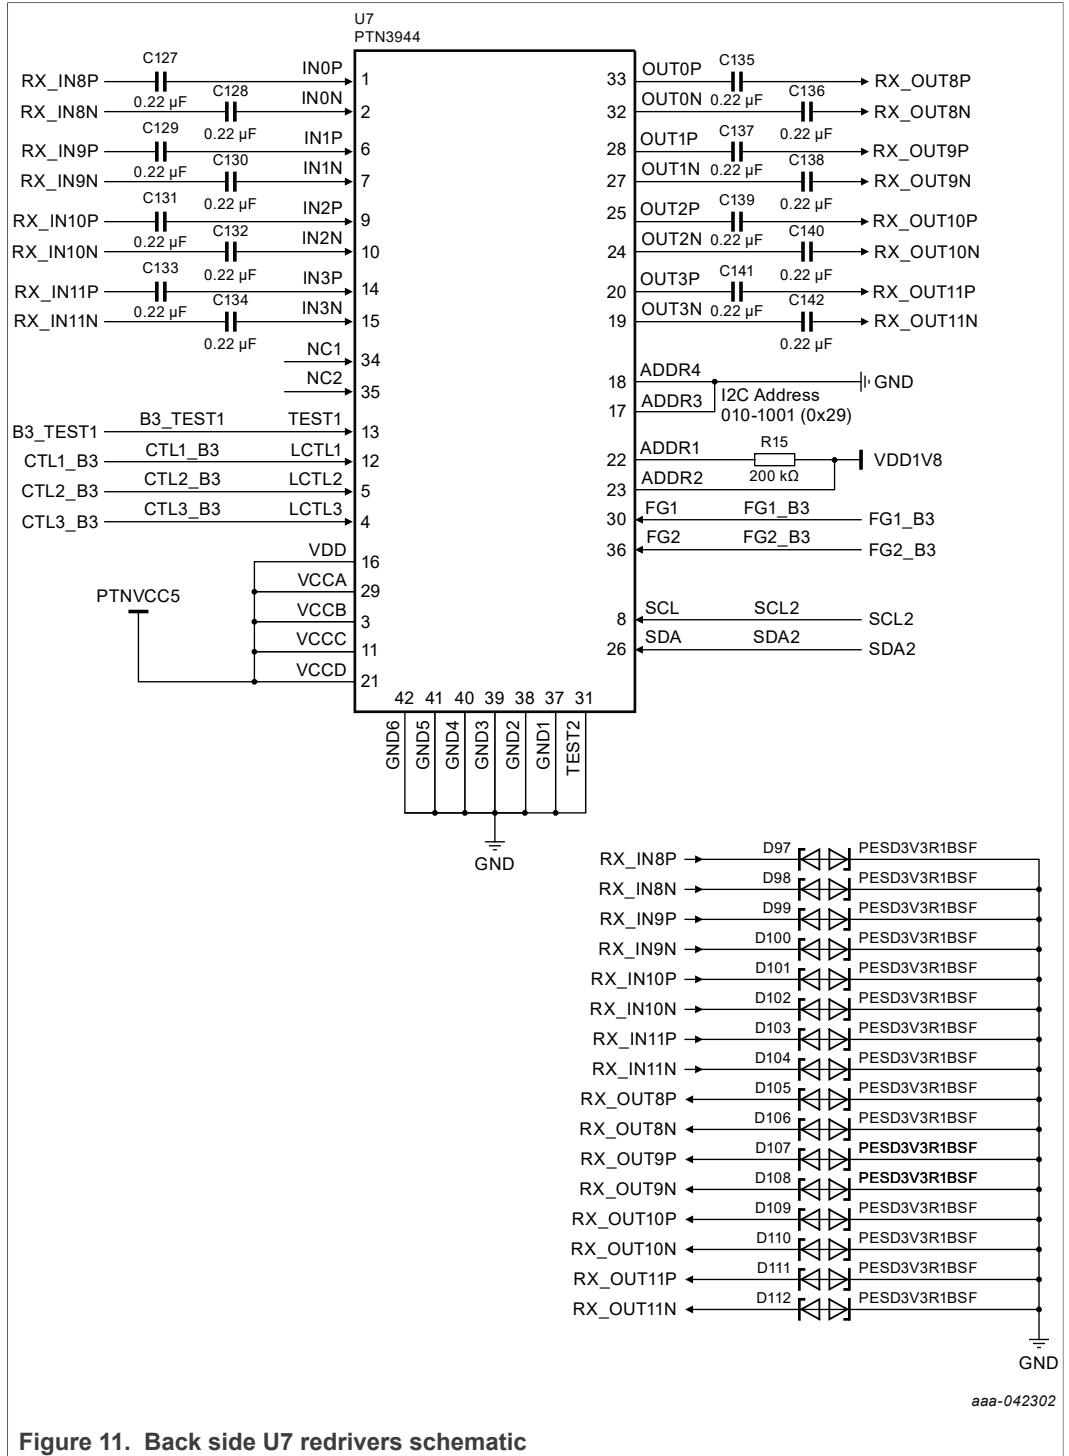 U7
PTN3944
RX_IN8P C127 0.22 µF IN0P 1
RX_IN8N C128 0.22 µF IN0N 2
RX_IN9P C129 0.22 µF IN1P 6
RX_IN9N C130 0.22 µF IN1N 7
RX_IN10P C131 0.22 µF IN2P 9
RX_IN10N C132 0.22 µF IN2N 10
RX_IN11P C133 0.22 µF IN3P 14
RX_IN11N C134 0.22 µF IN3N 15
NC1 34
NC2 35
B3_TEST1 B3_TEST1 TEST1 13
CTL1_B3 CTL1_B3 LCTL1 12
CTL2_B3 CTL2_B3 LCTL2 5
CTL3_B3 CTL3_B3 LCTL3 4
VDD 16
VCCA 29
PTNVCC5
VCCB 3
VCCC 11
VCCD 21
33 OUT0P C135 0.22 µF RX_OUT8P
32 OUT0N C136 0.22 µF RX_OUT8N
28 OUT1P C137 0.22 µF RX_OUT9P
27 OUT1N C138 0.22 µF RX_OUT9N
25 OUT2P C139 0.22 µF RX_OUT10P
24 OUT2N C140 0.22 µF RX_OUT10N
20 OUT3P C141 0.22 µF RX_OUT11P
19 OUT3N C142 0.22 µF RX_OUT11N
18 ADDR4 GND
17 ADDR3
I2C Address
010-1001 (0x29)
22 ADDR1 R15 200 kΩ VDD1V8
23 ADDR2
30 FG1 FG1_B3 FG1_B3
36 FG2 FG2_B3 FG2_B3
8 SCL SCL2 SCL2
26 SDA SDA2 SDA2
42 41 40 39 38 37 31
GND6 GND5 GND4 GND3 GND2 GND1 TEST2
GND
RX_IN8P D97 PESD3V3R1BSF
RX_IN8N D98 PESD3V3R1BSF
RX_IN9P D99 PESD3V3R1BSF
RX_IN9N D100 PESD3V3R1BSF
RX_IN10P D101 PESD3V3R1BSF
RX_IN10N D102 PESD3V3R1BSF
RX_IN11P D103 PESD3V3R1BSF
RX_IN11N D104 PESD3V3R1BSF
RX_OUT8P D105 PESD3V3R1BSF
RX_OUT8N D106 PESD3V3R1BSF
RX_OUT9P D107 PESD3V3R1BSF
RX_OUT9N D108 PESD3V3R1BSF
RX_OUT10P D109 PESD3V3R1BSF
RX_OUT10N D110 PESD3V3R1BSF
RX_OUT11P D111 PESD3V3R1BSF
RX_OUT11N D112 PESD3V3R1BSF
GND
aaa-042302
Figure 11. Back side U7 redrivers schematic